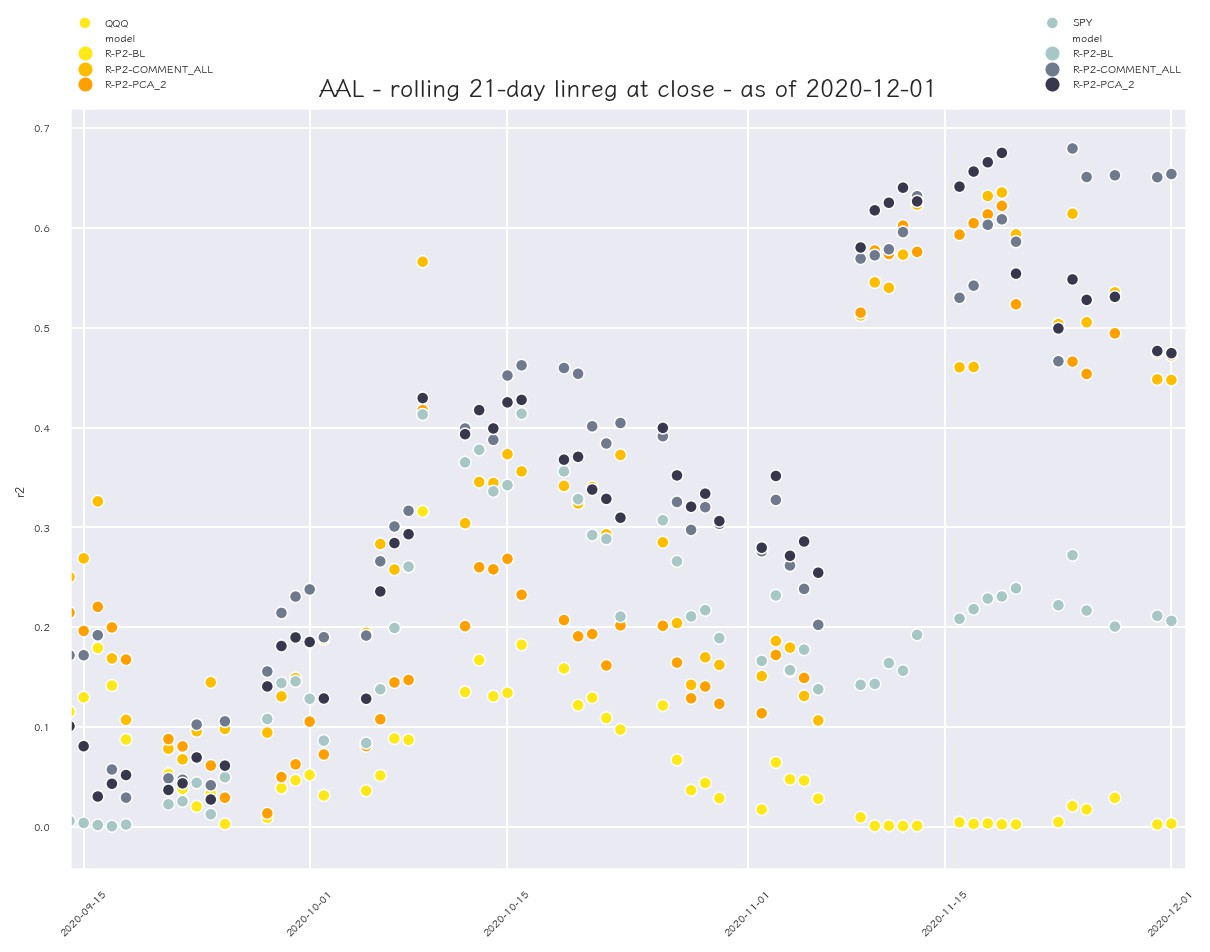 QQQ
model
R-P2-BL
R-P2-COMMENT_ALL
R-P2-PCA_2
SPY
model
R-P2-BL
R-P2-COMMENT_ALL
R-P2-PCA_2
AAL - rolling 21-day linreg at close - as of 2020-12-01
0.7
0.6
0.5
0.4
0.3
0.2
0.1
0.0
r2
2020-09-15
2020-10-01
2020-10-15
2020-11-01
2020-11-15
2020-12-01